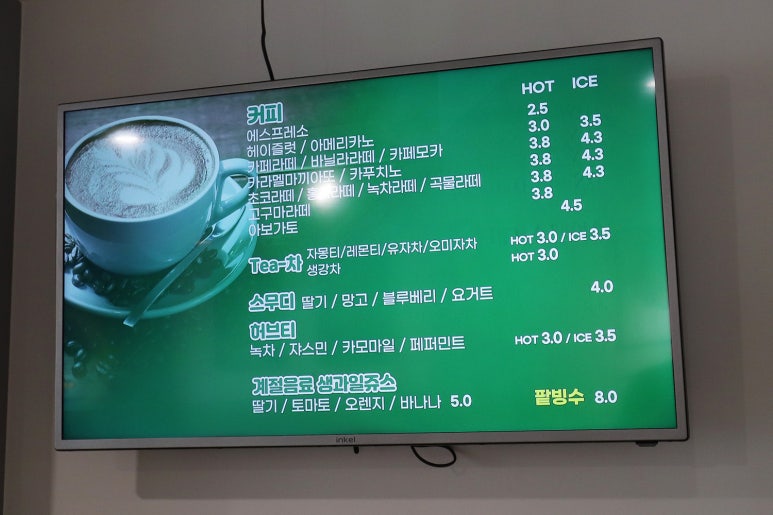 HOT ICE
커피
에스프레소 2.5
헤이즐럿 / 아메리카노 3.0 3.5
카페라떼 / 바닐라라떼 / 카페모카 3.8 4.3
카라멜마끼아또 / 카푸치노 3.8 4.3
초코라떼 / 홍차라떼 / 녹차라떼 / 곡물라떼 3.8 4.3
고구마라떼 3.8
아보가토 4.5
Tea-차 자몽티/레몬티/유자차/오미자차 HOT 3.0 / ICE 3.5
생강차 HOT 3.0
스무디 딸기 / 망고 / 블루베리 / 요거트 4.0
허브티
녹차 / 쟈스민 / 카모마일 / 페퍼민트 HOT 3.0 / ICE 3.5
계절음료 생과일쥬스
딸기 / 토마토 / 오렌지 / 바나나 5.0 팥빙수 8.0
inkel